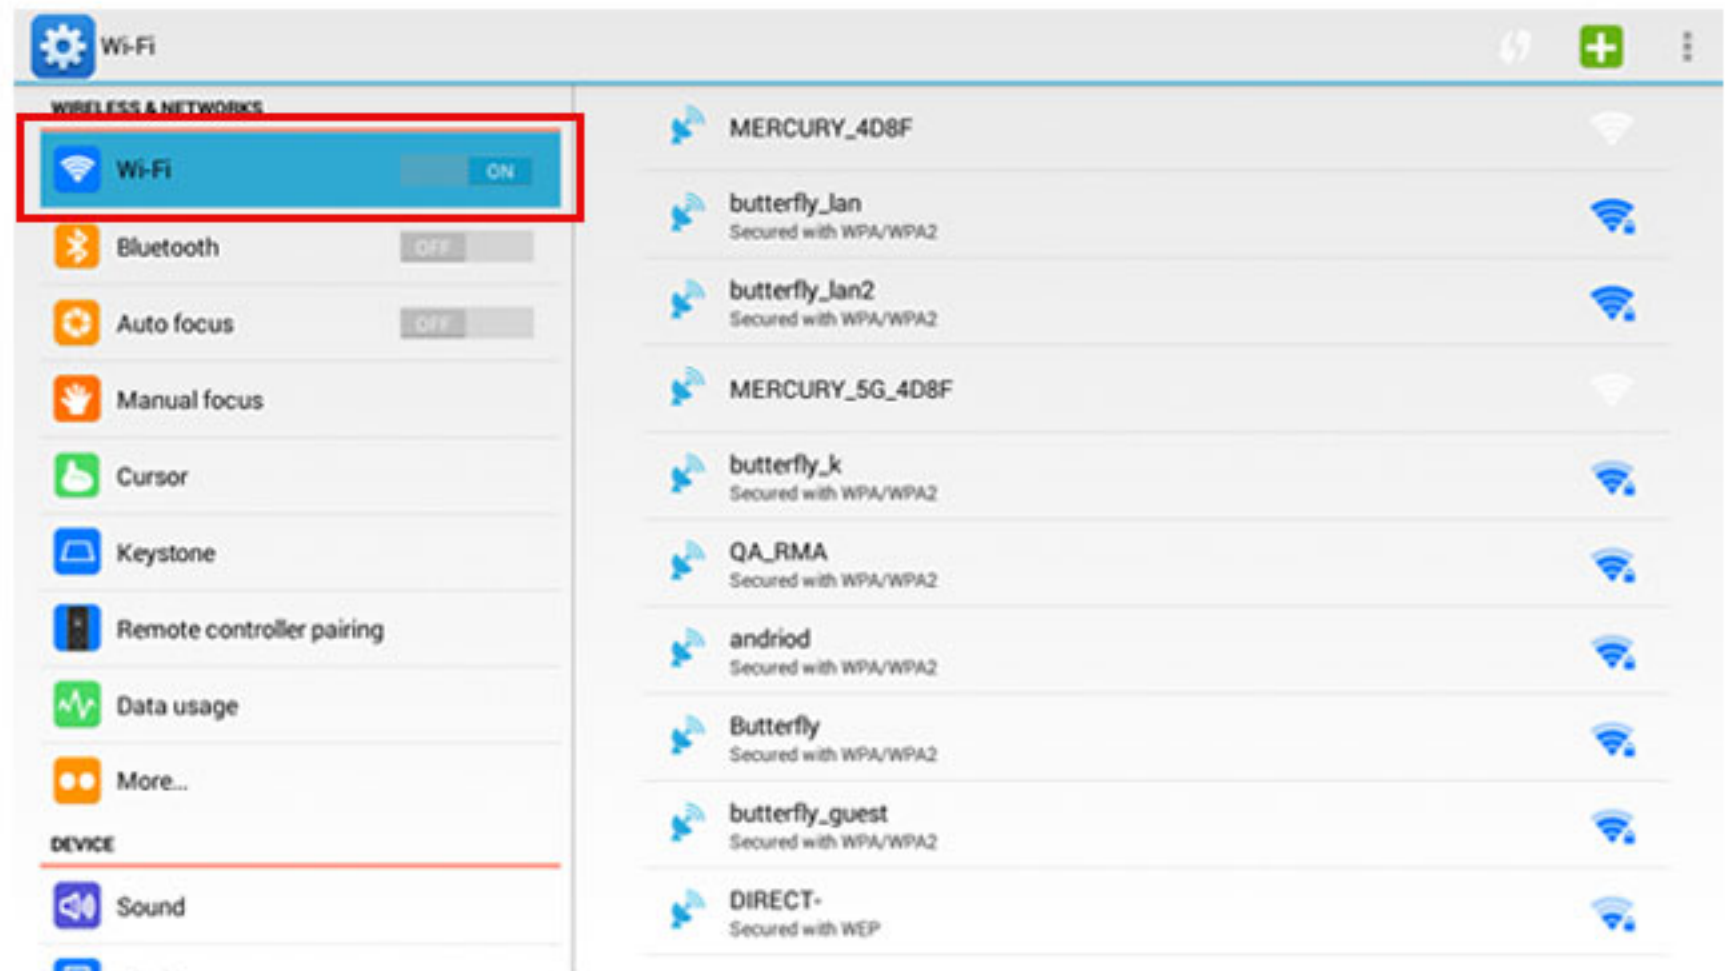 Wi-Fi
WIRELESS & NETWORKS
Wi-Fi
ON
Bluetooth
OFF
Auto focus
OFF
Manual focus
Cursor
Keystone
Remote controller pairing
Data usage
More...
DEVICE
Sound
MERCURY_4D8F
butterfly_lan
Secured with WPA/WPA2
butterfly_lan2
Secured with WPA/WPA2
MERCURY_5G_4D8F
butterfly_k
Secured with WPA/WPA2
QA_RMA
Secured with WPA/WPA2
andriod
Secured with WPA/WPA2
Butterfly
Secured with WPA/WPA2
butterfly_guest
Secured with WPA/WPA2
DIRECT-
Secured with WEP